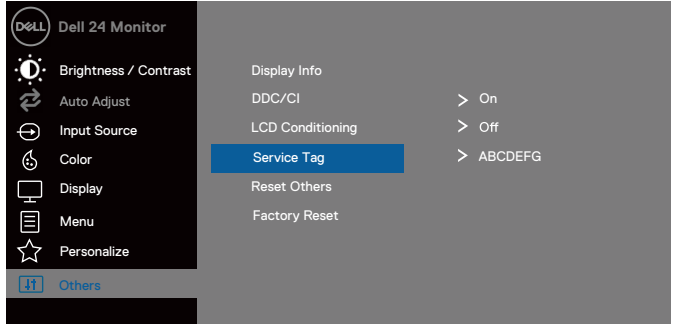 DELL Dell 24 Monitor
Brightness / Contrast
Auto Adjust
Input Source
Color
Display
Menu
Personalize
Others
Display Info
DDC/CI > On
LCD Conditioning > Off
Service Tag > ABCDEFG
Reset Others
Factory Reset